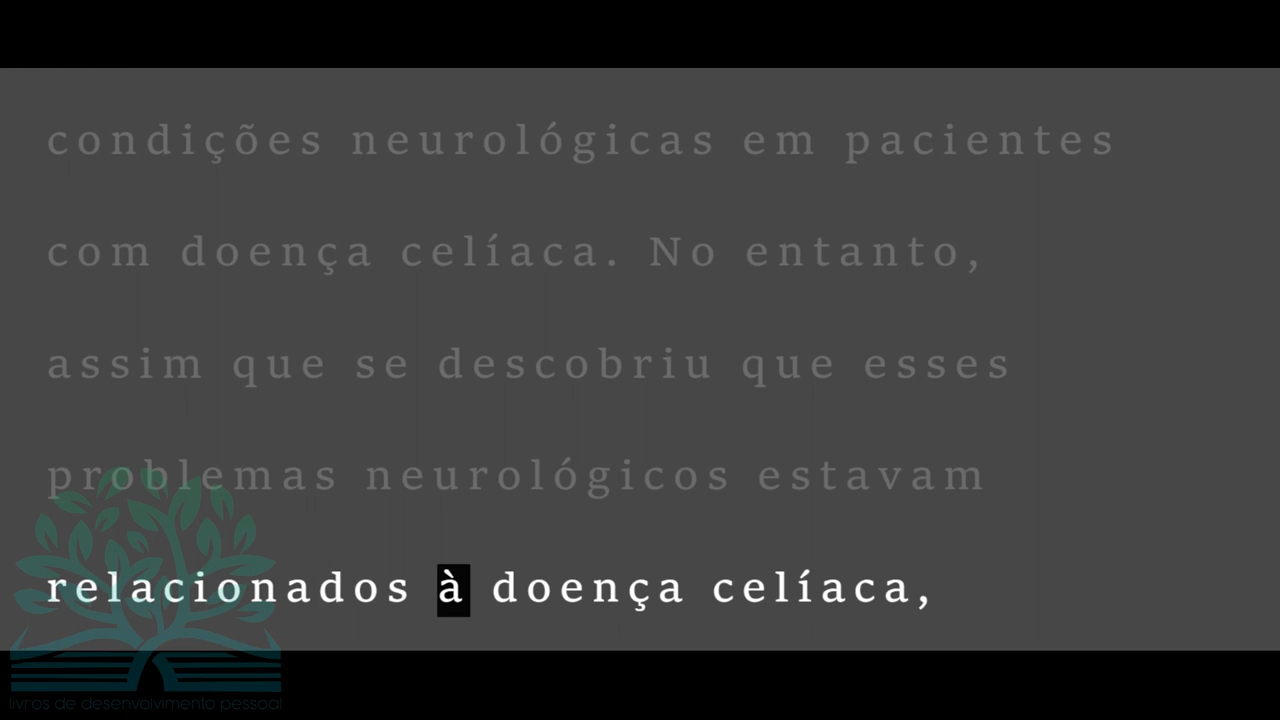 condições neurológicas em pacientes
com doença celíaca. No entanto,
assim que se descobriu que esses
problemas neurológicos estavam
relacionados à doença celíaca,
livros de desenvolvimento pessoal